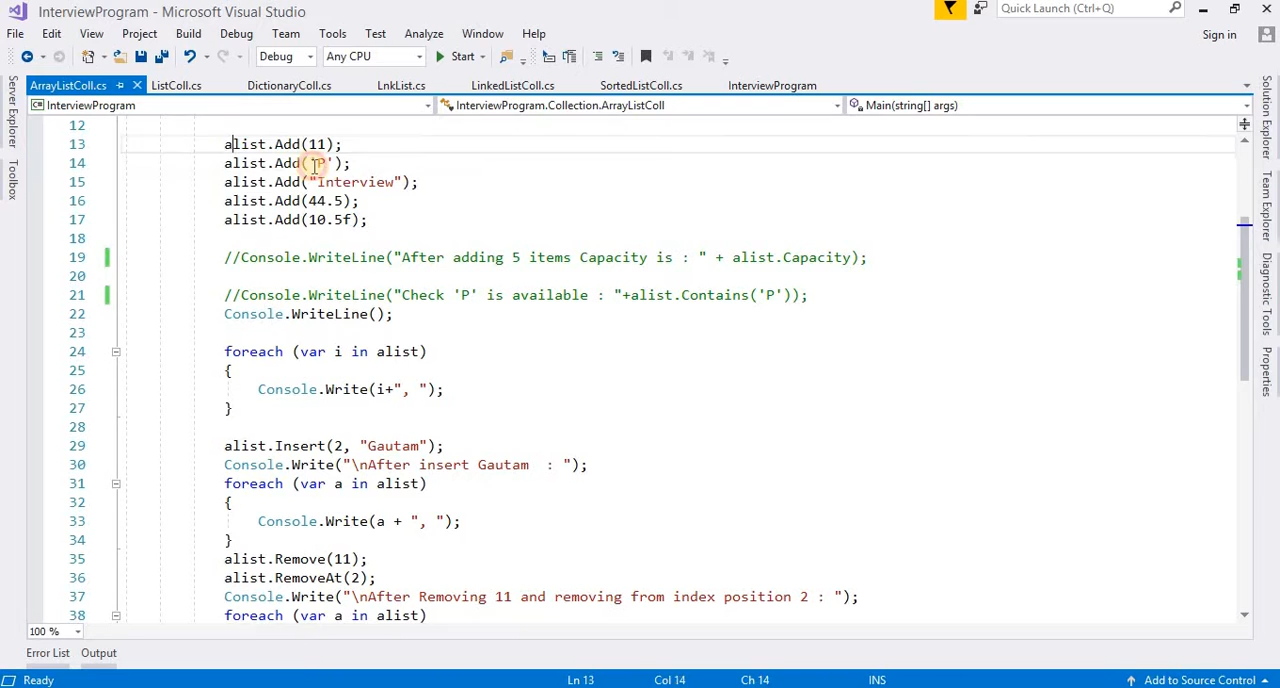 InterviewProgram - Microsoft Visual Studio
Quick Launch (Ctrl+Q)
File Edit View Project Build Debug Team Tools Test Analyze Window Help
Sign in
Debug Any CPU Start
ArrayListColl.cs ListColl.cs DictionaryColl.cs LnkList.cs LinkedListColl.cs SortedListColl.cs InterviewProgram
InterviewProgram InterviewProgram.Collection.ArrayListColl Main(string[] args)
Server Explorer
Toolbox
Solution Explorer
Team Explorer
Diagnostic Tools
Properties
12
13 alist.Add(11);
14 alist.Add('P');
15 alist.Add("Interview");
16 alist.Add(44.5);
17 alist.Add(10.5f);
18
19 //Console.WriteLine("After adding 5 items Capacity is : " + alist.Capacity);
20
21 //Console.WriteLine("Check 'P' is available : "+alist.Contains('P'));
22 Console.WriteLine();
23
24 foreach (var i in alist)
25 {
26 Console.Write(i+", ");
27 }
28
29 alist.Insert(2, "Gautam");
30 Console.Write("\nAfter insert Gautam  : ");
31 foreach (var a in alist)
32 {
33 Console.Write(a + ", ");
34 }
35 alist.Remove(11);
36 alist.RemoveAt(2);
37 Console.Write("\nAfter Removing 11 and removing from index position 2 : ");
38 foreach (var a in alist)
100 %
Error List Output
Ready Ln 13 Col 14 Ch 14 INS Add to Source Control